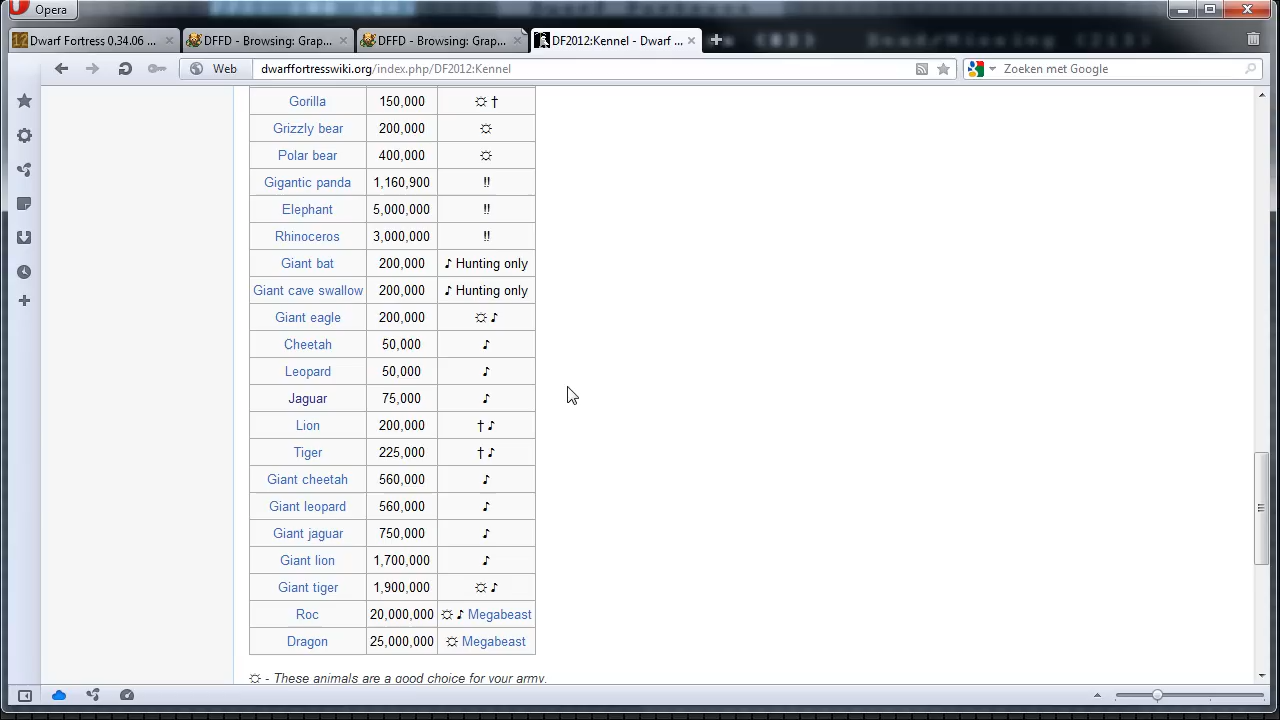 Opera
Dwarf Fortress 0.34.06 ...
DFFD - Browsing: Grap...
DFFD - Browsing: Grap...
DF2012:Kennel - Dwarf ...
Web
dwarffortresswiki.org/index.php/DF2012:Kennel
Zoeken met Google
Gorilla 150,000 ☼ †
Grizzly bear 200,000 ☼
Polar bear 400,000 ☼
Gigantic panda 1,160,900 ‼
Elephant 5,000,000 ‼
Rhinoceros 3,000,000 ‼
Giant bat 200,000 ♪ Hunting only
Giant cave swallow 200,000 ♪ Hunting only
Giant eagle 200,000 ☼ ♪
Cheetah 50,000 ♪
Leopard 50,000 ♪
Jaguar 75,000 ♪
Lion 200,000 † ♪
Tiger 225,000 † ♪
Giant cheetah 560,000 ♪
Giant leopard 560,000 ♪
Giant jaguar 750,000 ♪
Giant lion 1,700,000 ♪
Giant tiger 1,900,000 ☼ ♪
Roc 20,000,000 ☼ ♪ Megabeast
Dragon 25,000,000 ☼ Megabeast
☼ - These animals are a good choice for your army.